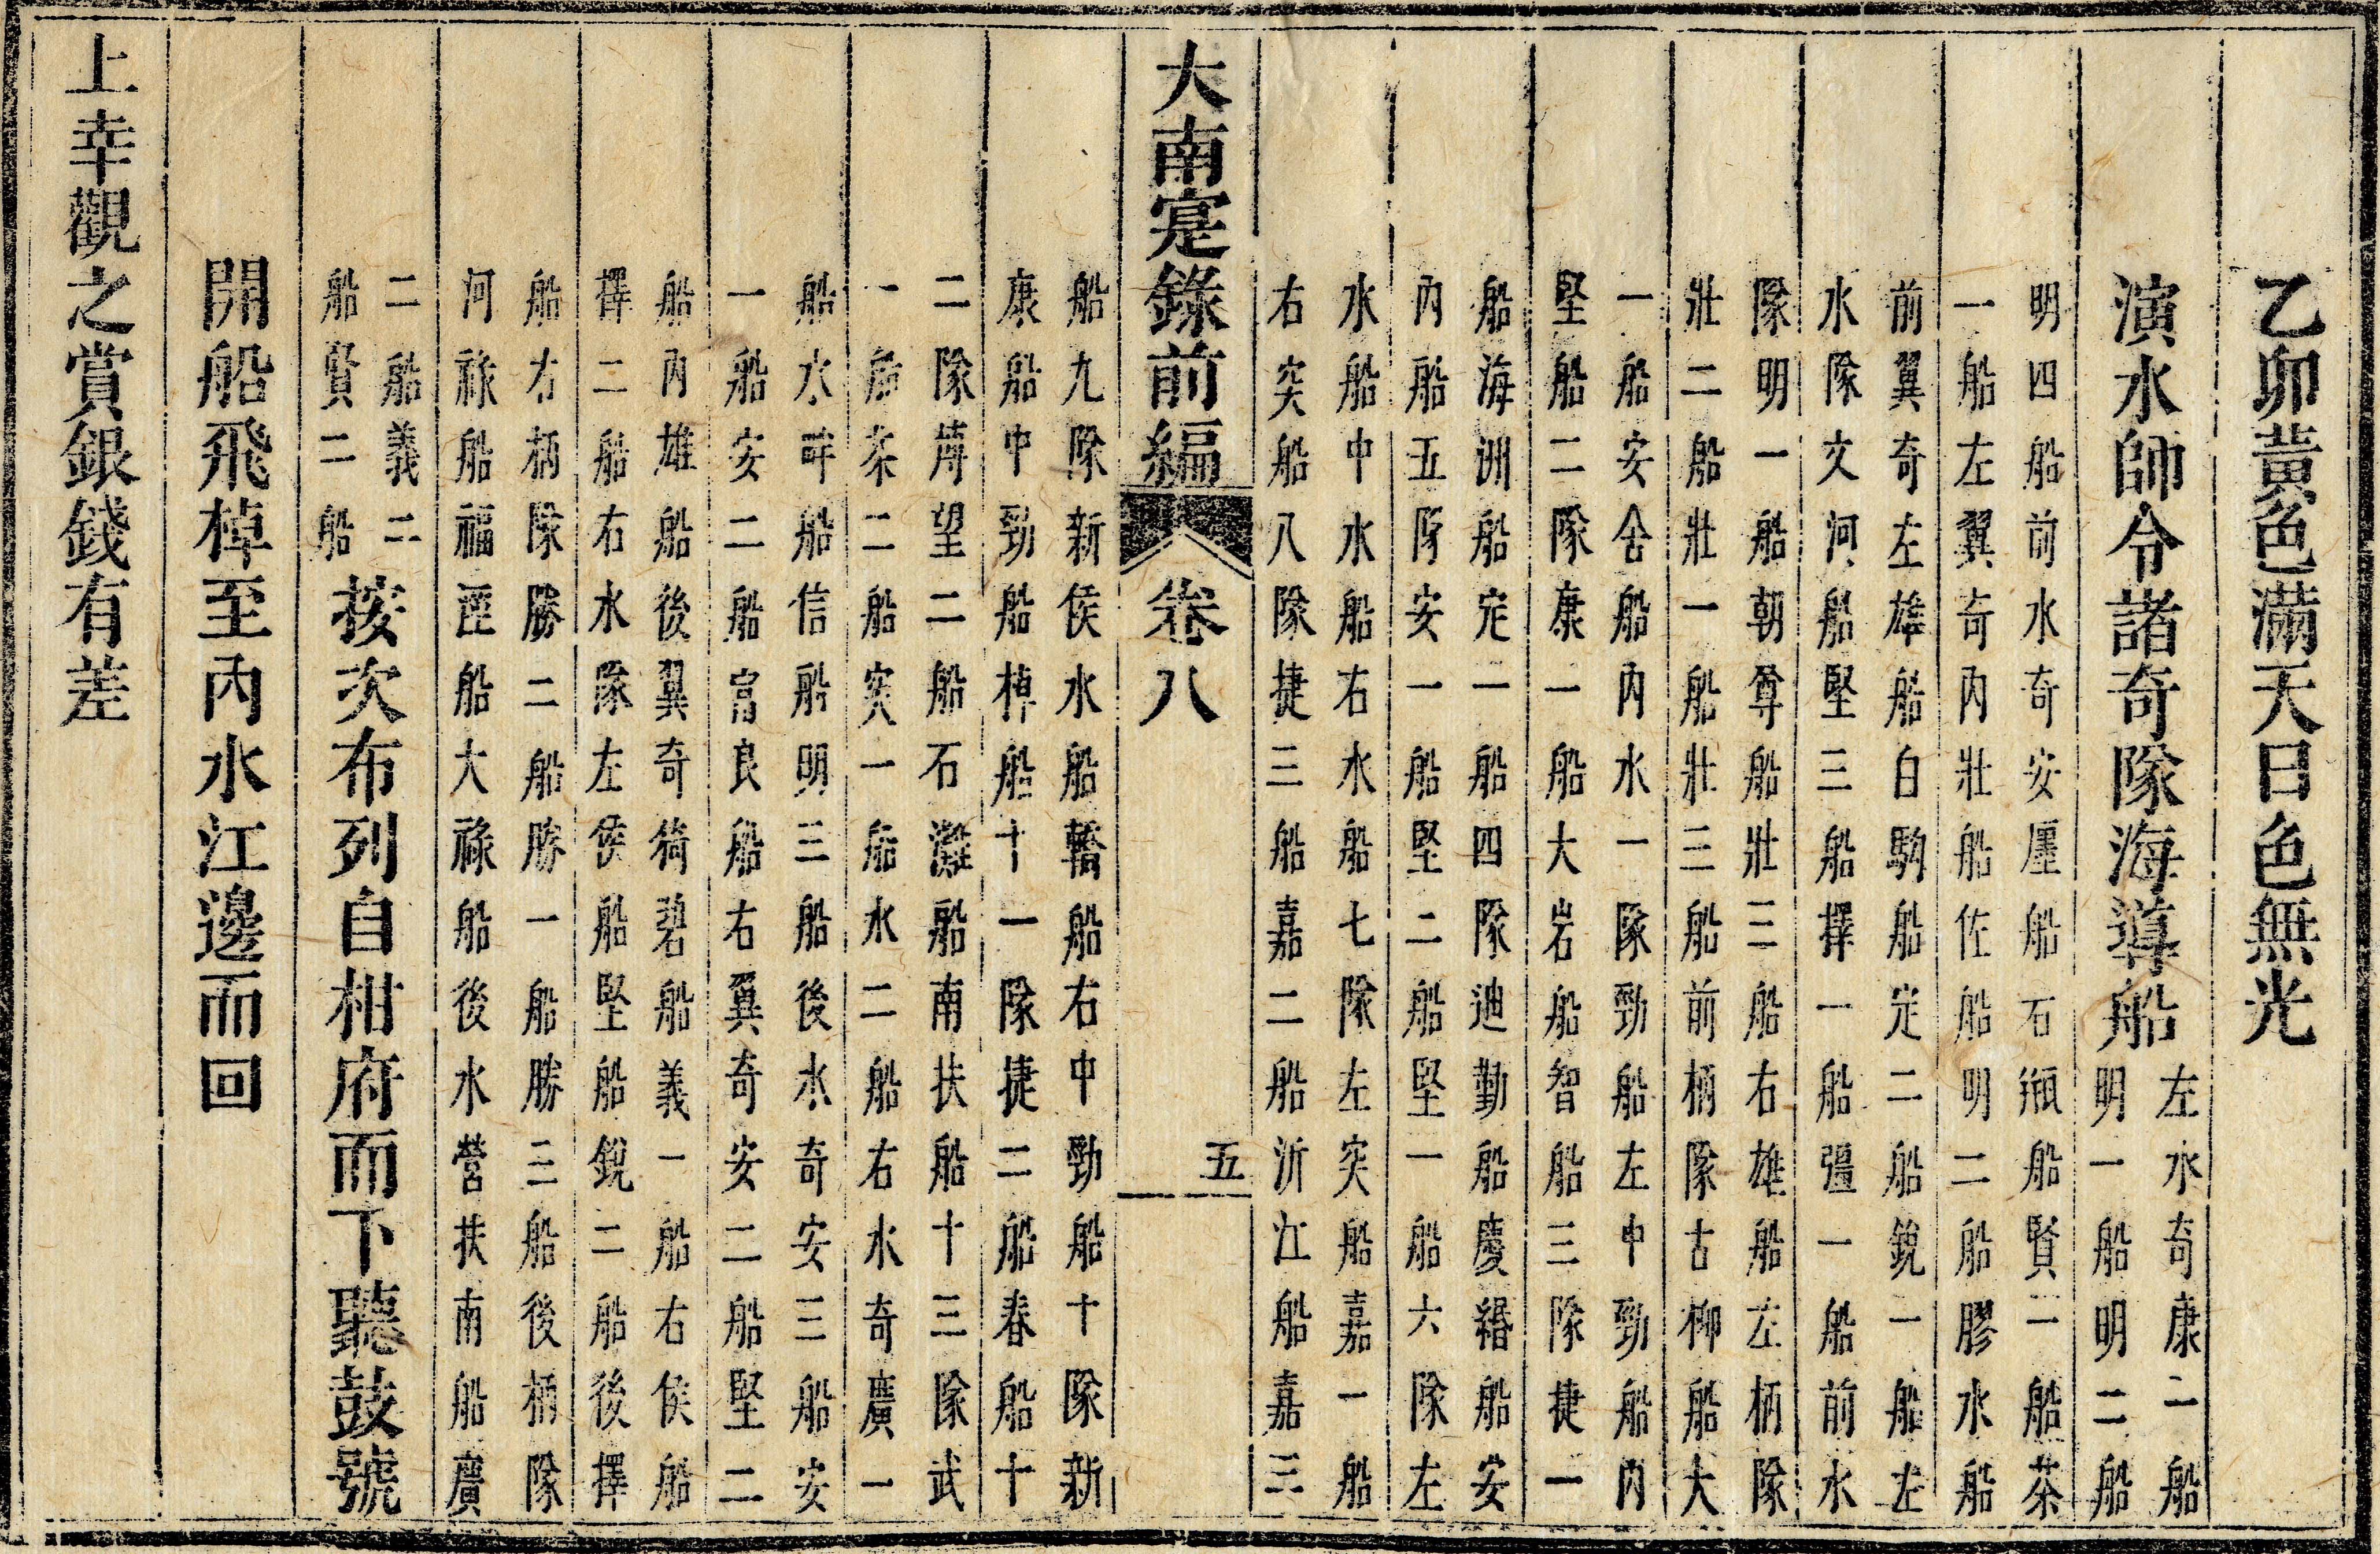 乙卯黃色滿天日色無光
演水師令諸奇隊海導船
左水奇康二船
明一船明二船
明四船前水奇安廛船石瓶船賢一船茶
一船左翼奇內壯船佐船明二船膠水船
前翼奇左雄船白駒船定二船銳一船左
水隊文河船堅三船擇一船彊一船前水
隊明一船朝尊船壯三船右雄船左柄隊
壯二船壯一船壯三船前柄隊古柳船大
一船安舍船內水一隊勁船左中勁船內
堅船二隊康一船大岩船智船三隊捷一
船海洲船定一船四隊迪勤船慶緡船安
內船五隊安一船堅二船堅一船六隊左
水船中水船右水船七隊左突船嘉一船
右突船八隊捷三船嘉二船沂江船嘉三
大南寔錄前編 卷八 五
船九隊新侯水船轎船右中勁船十隊新
康船中勁船棹船十一隊捷二船春船十
二隊薄望二船石灘船南扶船十三隊武
一船茶二船突一船水二船右水奇廣一
船水畔船信船明三船後水奇安三船安
一船安二船富良船右翼奇安二船堅二
船內雄船後翼奇猗碧船義一船右侯船
擇二船右水隊左侯船堅船銳二船後擇
船右柄隊勝二船勝一船勝三船後柄隊
河祿船福匡船大祿船後水營扶南船廣
二船義二
船賢二船
按次布列自柑府而下聽鼓號
開船飛棹至內水江邊而回
上幸觀之賞銀錢有差